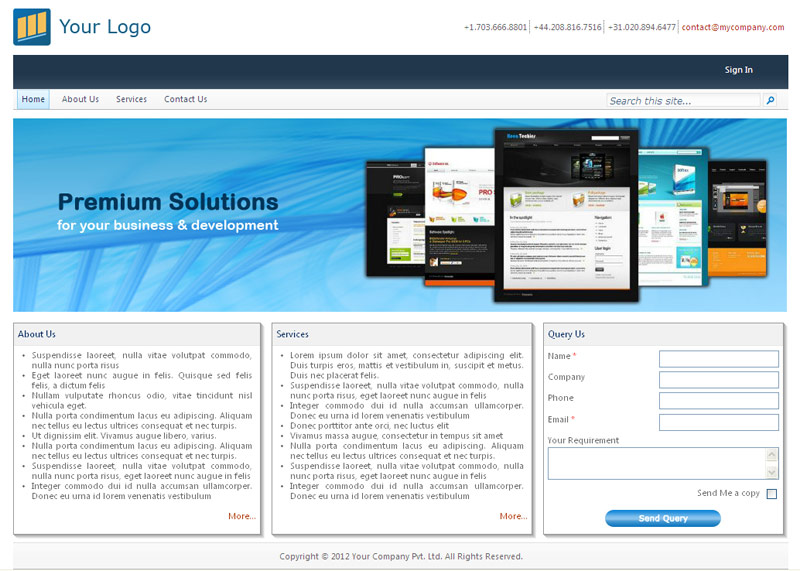 Your Logo
+1.703.666.8801 +44.208.816.7516 +31.020.894.6477 contact@mycompany.com
Sign In
Home About Us Services Contact Us
Search this site...
Premium Solutions
for your business & development
About Us
Suspendisse laoreet, nulla vitae volutpat commodo,
nulla nunc porta risus
Eget laoreet nunc augue in felis. Quisque sed felis
felis, a dictum felis
Nullam vulputate rhoncus odio, vitae tincidunt nisl
vehicula eget.
Nulla porta condimentum lacus eu adipiscing. Aliquam
nec tellus eu lectus ultrices consequat et nec turpis.
Ut dignissim elit. Vivamus augue libero, varius.
Nulla porta condimentum lacus eu adipiscing. Aliquam
nec tellus eu lectus ultrices consequat et nec turpis.
Suspendisse laoreet, nulla vitae volutpat commodo,
nulla nunc porta risus, eget laoreet nunc augue in felis
Integer commodo dui id nulla accumsan ullamcorper.
Donec eu urna id lorem venenatis vestibulum
More...
Services
Lorem ipsum dolor sit amet, consectetur adipiscing elit.
Duis turpis eros, mattis et vestibulum in, suscipit et metus.
Duis nec placerat felis.
Suspendisse laoreet, nulla vitae volutpat commodo, nulla
nunc porta risus, eget laoreet nunc augue in felis
Integer commodo dui id nulla accumsan ullamcorper.
Donec eu urna id lorem venenatis vestibulum
Donec porttitor ante orci, nec luctus elit
Vivamus massa augue, consectetur in tempus sit amet
Nulla porta condimentum lacus eu adipiscing. Aliquam
nec tellus eu lectus ultrices consequat et nec turpis.
Suspendisse laoreet, nulla vitae volutpat commodo, nulla
nunc porta risus, eget laoreet nunc augue in felis
Integer commodo dui id nulla accumsan ullamcorper.
Donec eu urna id lorem venenatis vestibulum
More...
Query Us
Name *
Company
Phone
Email *
Your Requirement
Send Me a copy
Send Query
Copyright © 2012 Your Company Pvt. Ltd. All Rights Reserved.